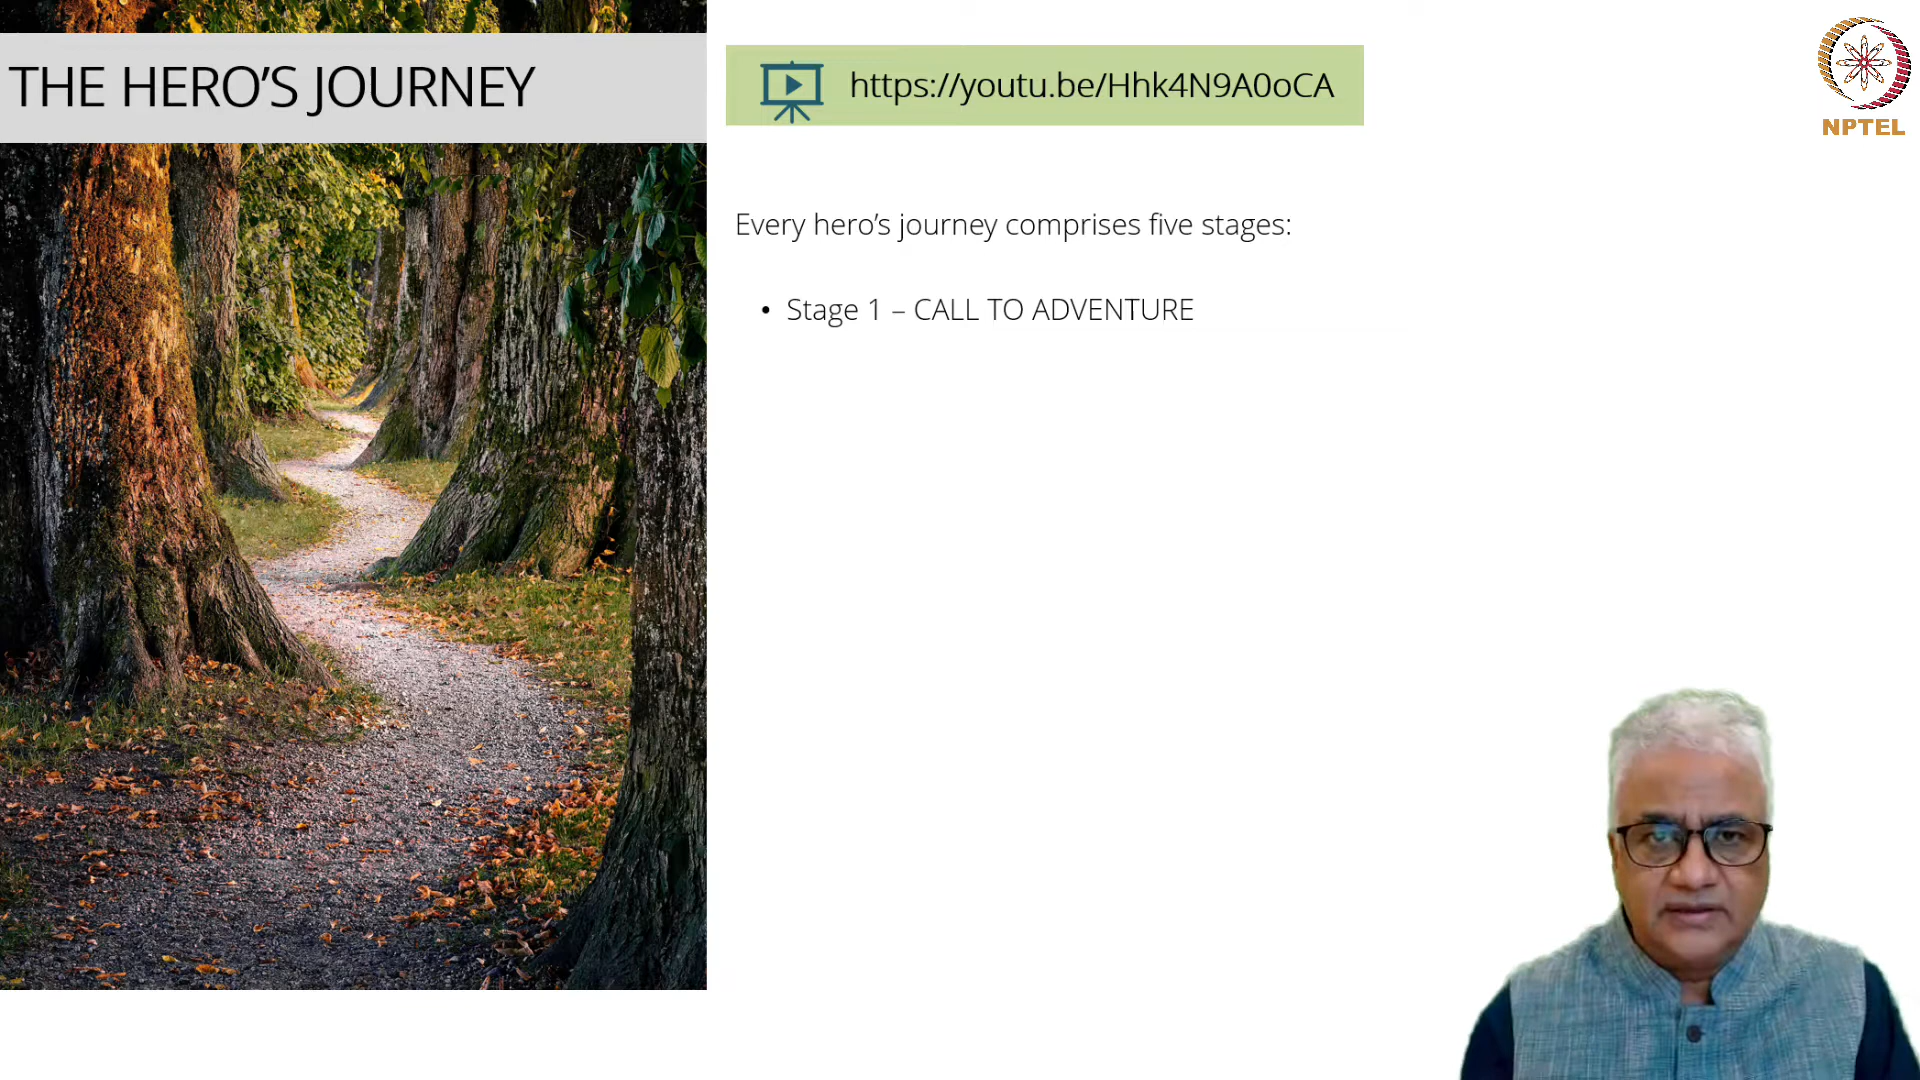 THE HERO’S JOURNEY
https://youtu.be/Hhk4N9A0oCA
NPTEL
Every hero’s journey comprises five stages:
• Stage 1 – CALL TO ADVENTURE